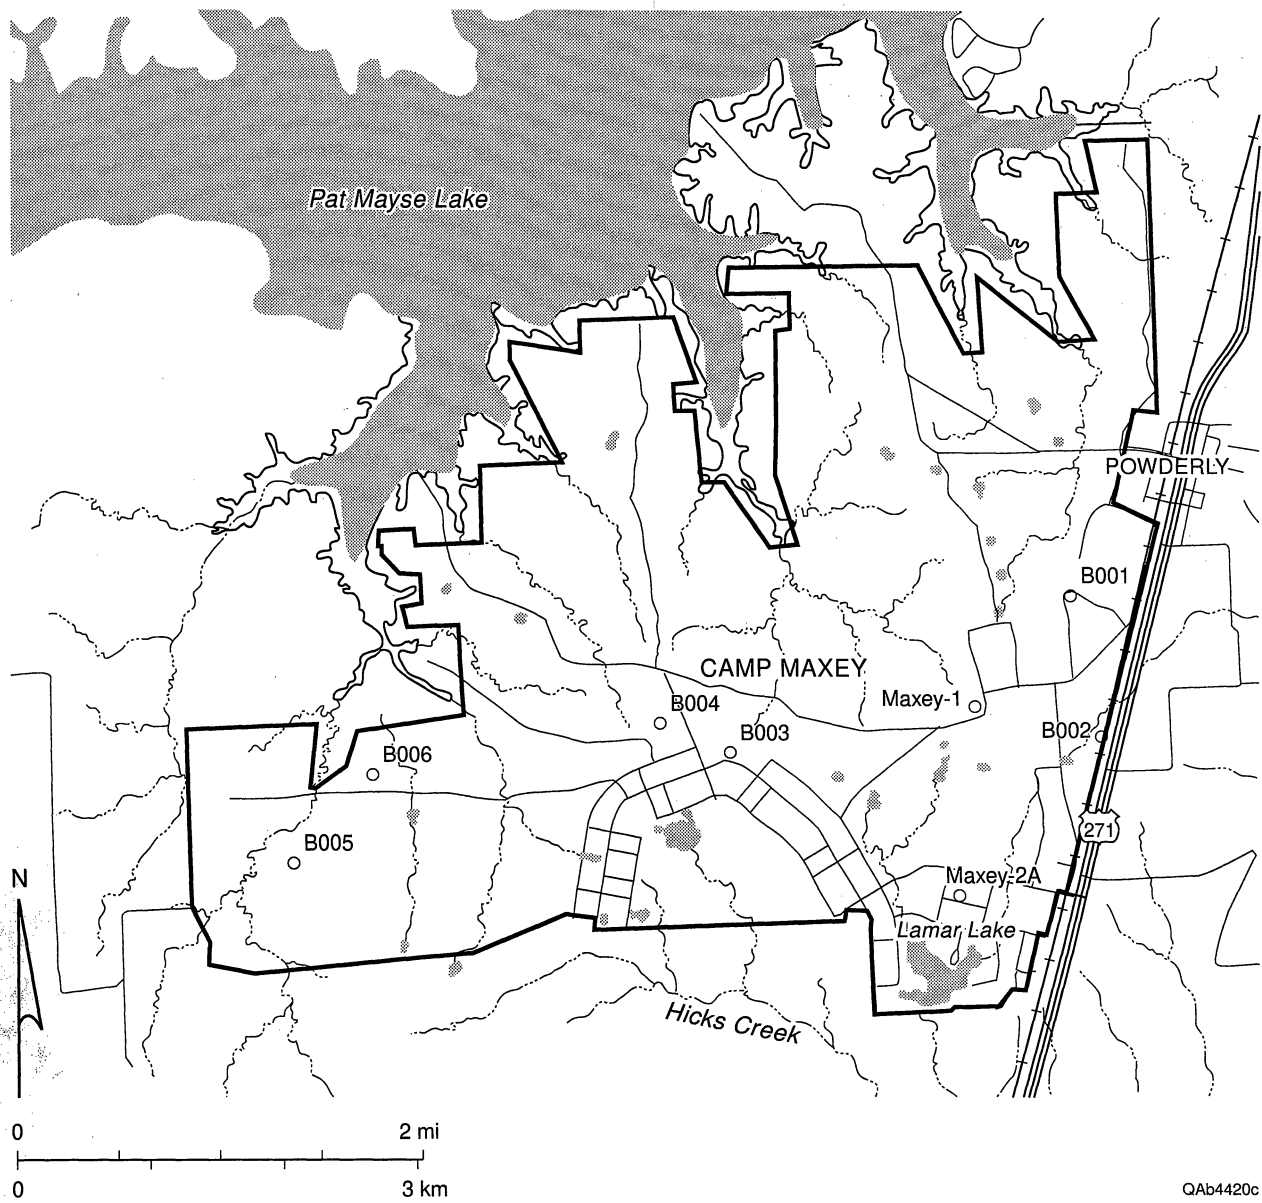 Pat Mayse Lake
POWDERLY
B001
CAMP MAXEY
Maxey-1
B004
B003
B002
B006
271
B005
Maxey-2A
N
Lamar Lake
Hicks Creek
0 2 mi
0 3 km
QAb4420c